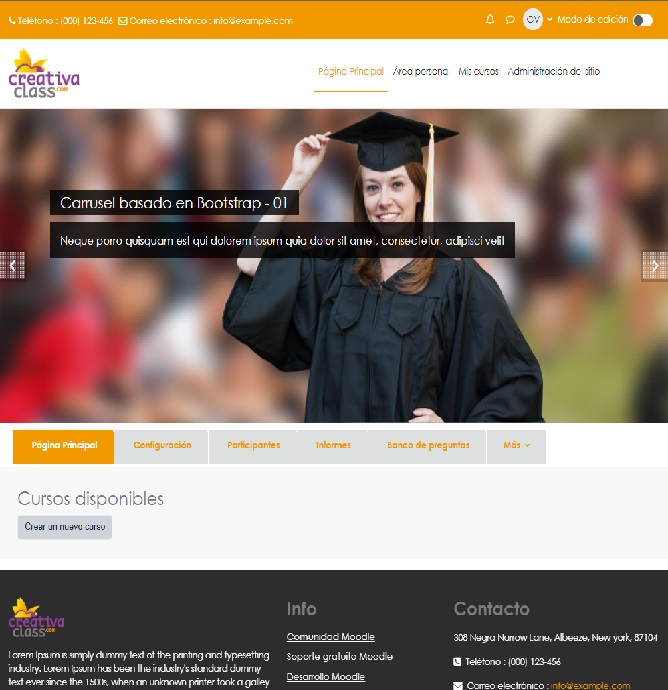 Teléfono : (000) 123-456 Correo electrónico : info@example.com
CV Modo de edición
creativa
class.com
Página Principal Área personal Mis cursos Administración del sitio
Carrusel basado en Bootstrap - 01
Neque porro quisquam est qui dolorem ipsum quia dolor sit amet, consectetur, adipisci velit
Página Principal Configuración Participantes Informes Banco de preguntas Más
Cursos disponibles
Crear un nuevo curso
creativa
class.com
Lorem Ipsum is simply dummy text of the printing and typesetting
industry. Lorem Ipsum has been the industry's standard dummy
text ever since the 1500s, when an unknown printer took a galley
Info
Comunidad Moodle
Soporte gratuito Moodle
Desarollo Moodle
Contacto
308 Negra Narrow Lane, Albeeze, New york, 87104
Teléfono : (000) 123-456
Correo electrónico : info@example.com